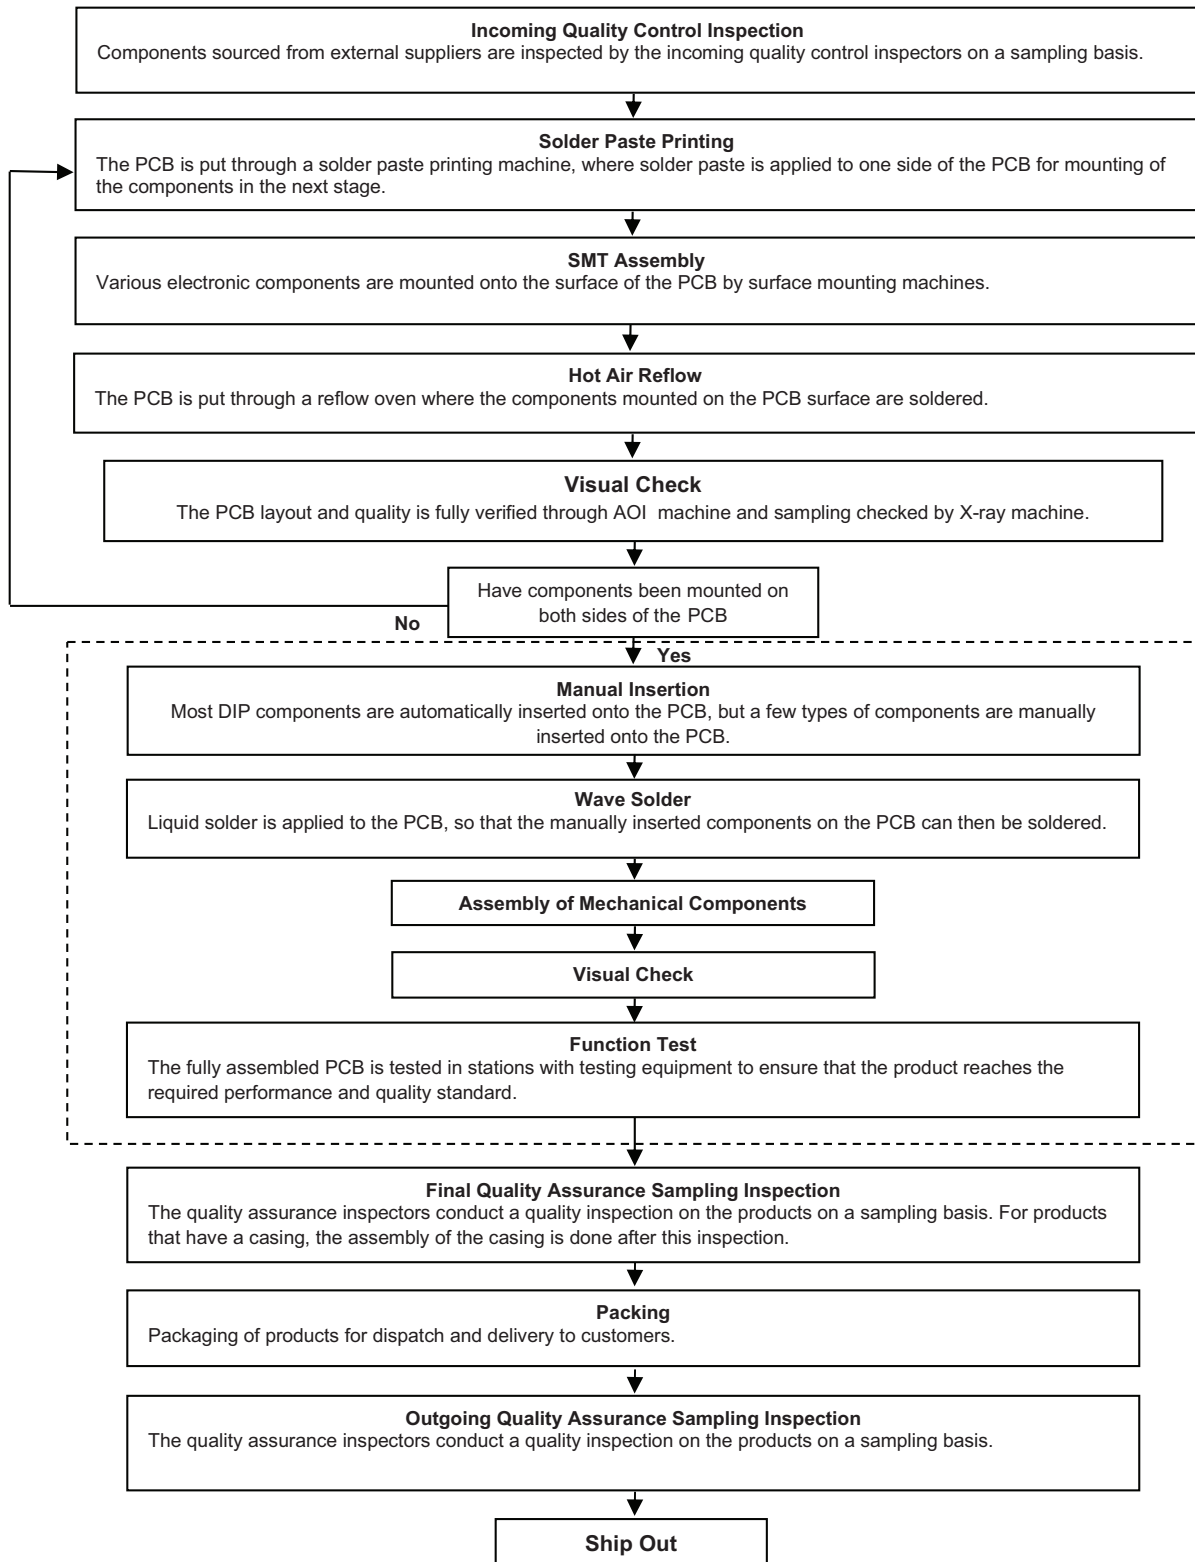 Incoming Quality Control Inspection
Components sourced from external suppliers are inspected by the incoming quality control inspectors on a sampling basis.
Solder Paste Printing
The PCB is put through a solder paste printing machine, where solder paste is applied to one side of the PCB for mounting of
the components in the next stage.
SMT Assembly
Various electronic components are mounted onto the surface of the PCB by surface mounting machines.
Hot Air Reflow
The PCB is put through a reflow oven where the components mounted on the PCB surface are soldered.
Visual Check
The PCB layout and quality is fully verified through AOI machine and sampling checked by X-ray machine.
Have components been mounted on
both sides of the PCB
No
Yes
Manual Insertion
Most DIP components are automatically inserted onto the PCB, but a few types of components are manually
inserted onto the PCB.
Wave Solder
Liquid solder is applied to the PCB, so that the manually inserted components on the PCB can then be soldered.
Assembly of Mechanical Components
Visual Check
Function Test
The fully assembled PCB is tested in stations with testing equipment to ensure that the product reaches the
required performance and quality standard.
Final Quality Assurance Sampling Inspection
The quality assurance inspectors conduct a quality inspection on the products on a sampling basis. For products
that have a casing, the assembly of the casing is done after this inspection.
Packing
Packaging of products for dispatch and delivery to customers.
Outgoing Quality Assurance Sampling Inspection
The quality assurance inspectors conduct a quality inspection on the products on a sampling basis.
Ship Out